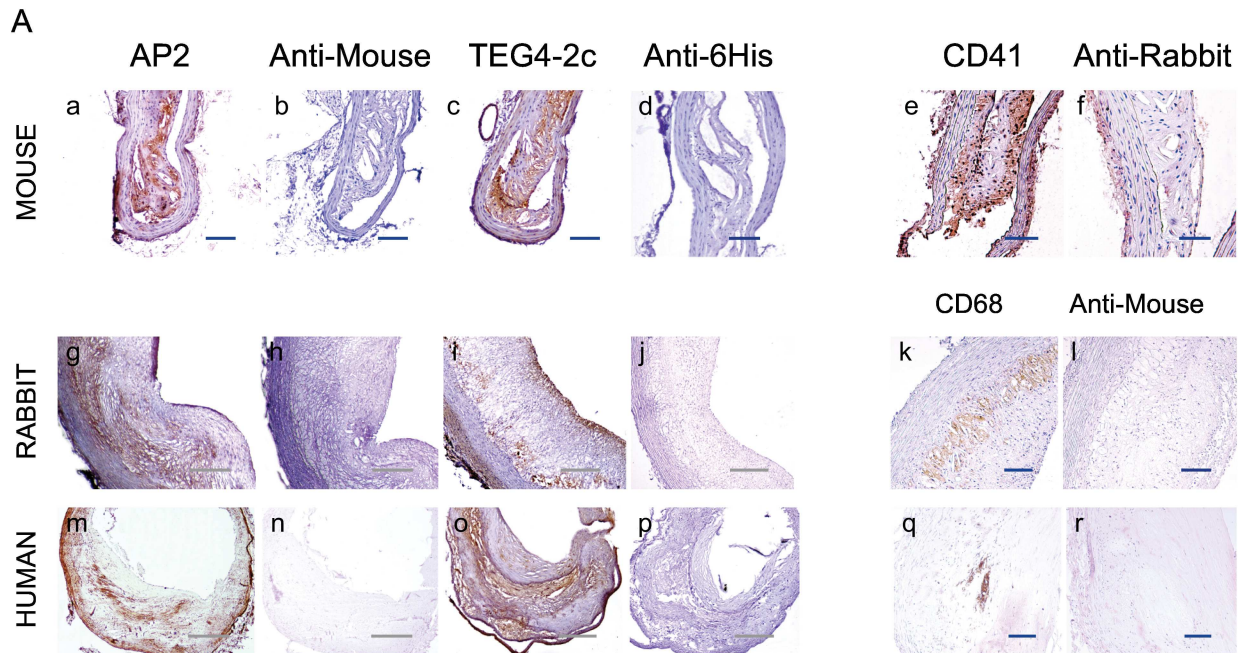 A
AP2 Anti-Mouse TEG4-2c Anti-6His CD41 Anti-Rabbit
MOUSE
a b c d e f
CD68 Anti-Mouse
RABBIT
g h i j k l
HUMAN
m n o p q r